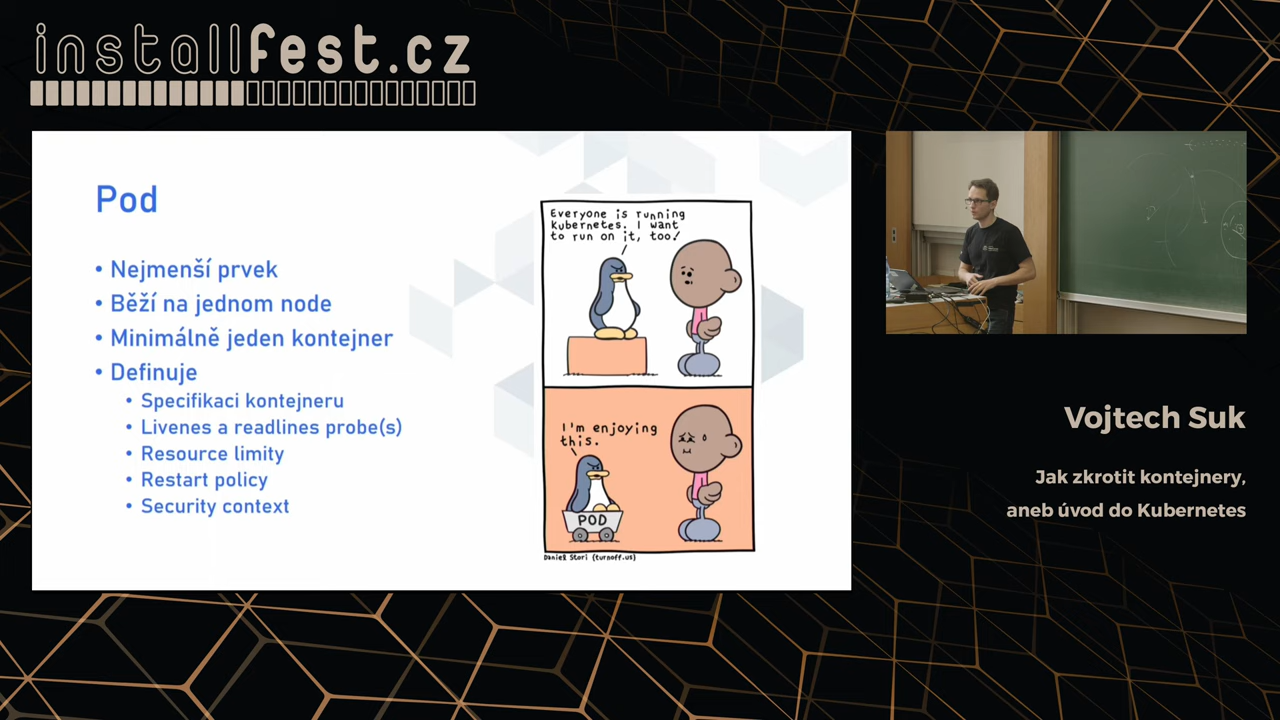 installfest.cz
Pod
• Nejmenší prvek
• Běží na jednom node
• Minimálně jeden kontejner
• Definuje
• Specifikaci kontejneru
• Livenes a readlines probe(s)
• Resource limity
• Restart policy
• Security context
Everyone is running
Kubernetes. I want
to run on it, too!
I'm enjoying
this.
POD
Daniel Stori {turnoff.us}
Vojtech Suk
Jak zkrotit kontejnery,
aneb úvod do Kubernetes